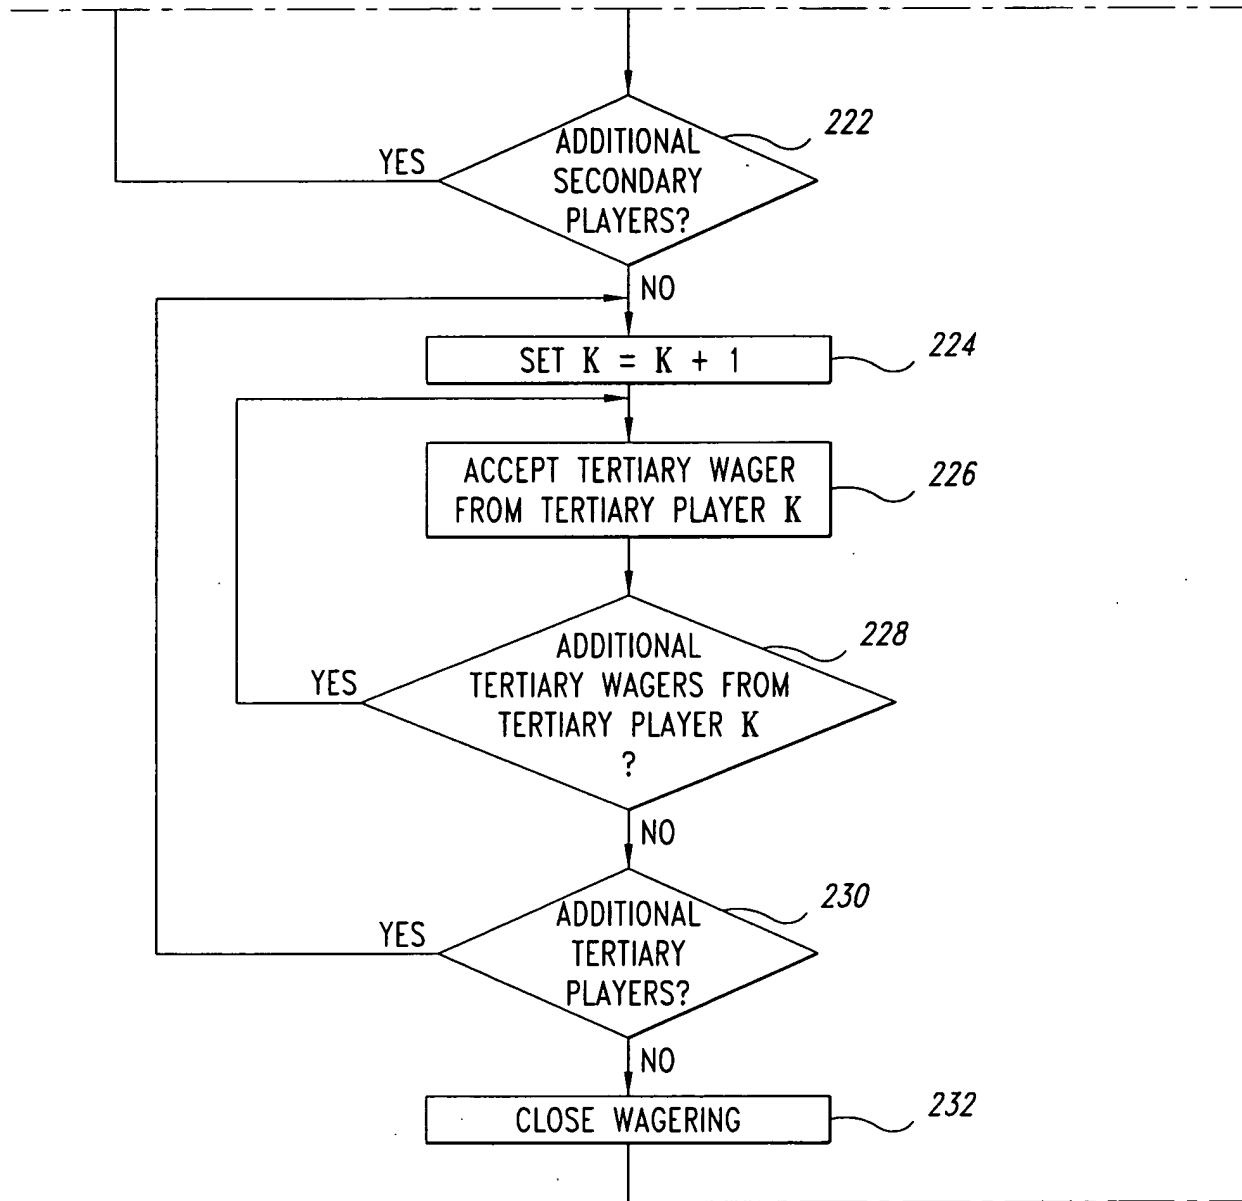 222
ADDITIONAL
SECONDARY
PLAYERS?
YES
NO
224
SET K = K + 1
226
ACCEPT TERTIARY WAGER
FROM TERTIARY PLAYER K
228
ADDITIONAL
TERTIARY WAGERS FROM
TERTIARY PLAYER K
?
YES
NO
230
ADDITIONAL
TERTIARY
PLAYERS?
YES
NO
232
CLOSE WAGERING